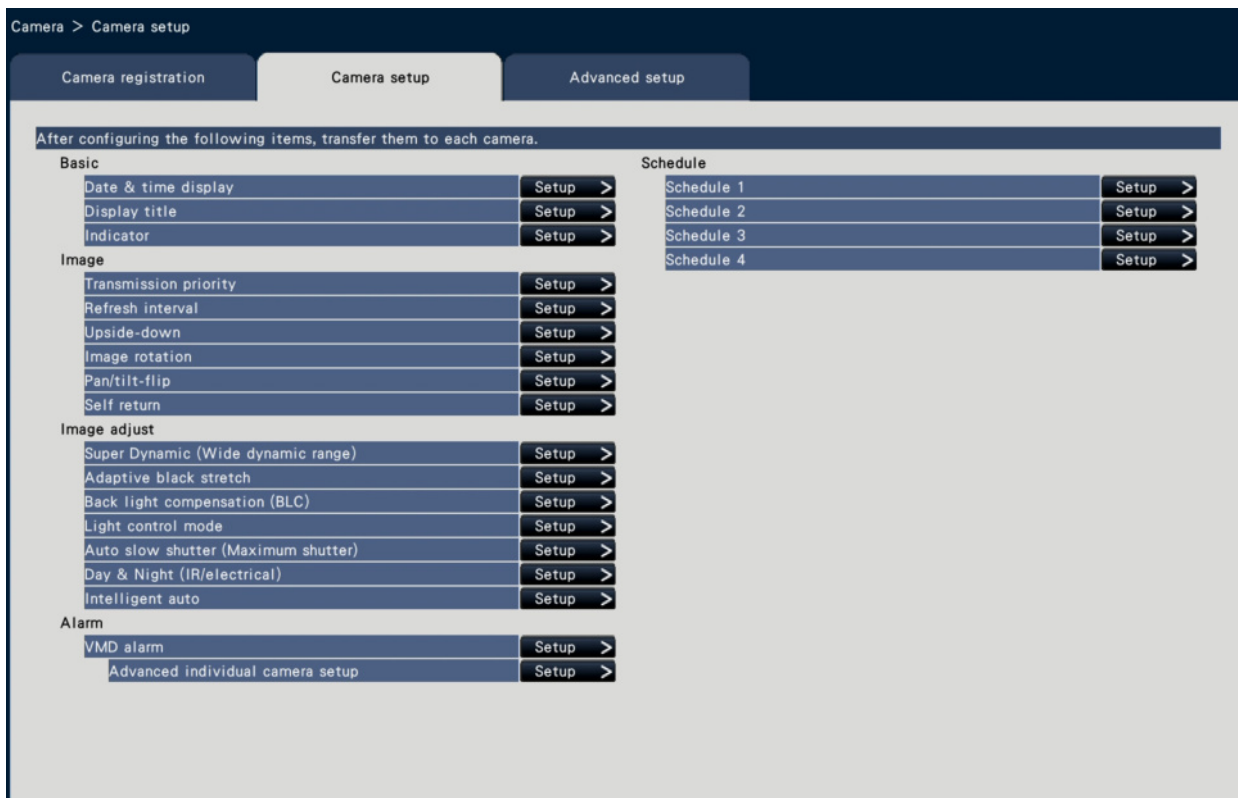 Camera > Camera setup
Camera registration
Camera setup
Advanced setup
After configuring the following items, transfer them to each camera.
Basic
Date & time display Setup >
Display title Setup >
Indicator Setup >
Image
Transmission priority Setup >
Refresh interval Setup >
Upside-down Setup >
Image rotation Setup >
Pan/tilt-flip Setup >
Self return Setup >
Image adjust
Super Dynamic (Wide dynamic range) Setup >
Adaptive black stretch Setup >
Back light compensation (BLC) Setup >
Light control mode Setup >
Auto slow shutter (Maximum shutter) Setup >
Day & Night (IR/electrical) Setup >
Intelligent auto Setup >
Alarm
VMD alarm Setup >
Advanced individual camera setup Setup >
Schedule
Schedule 1 Setup >
Schedule 2 Setup >
Schedule 3 Setup >
Schedule 4 Setup >